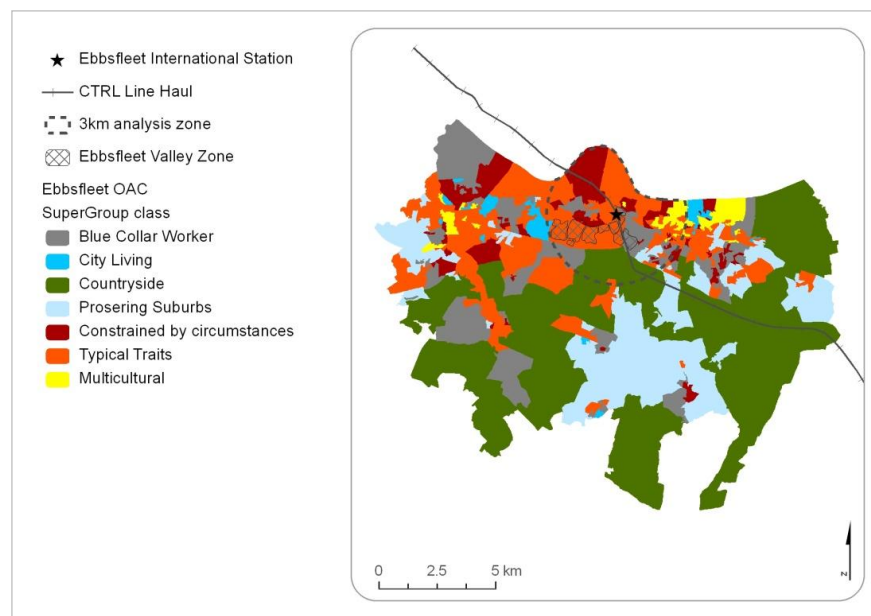 Ebbsfleet International Station
CTRL Line Haul
3km analysis zone
Ebbsfleet Valley Zone
Ebbsfleet OAC
SuperGroup class
Blue Collar Worker
City Living
Countryside
Prosering Suburbs
Constrained by circumstances
Typical Traits
Multicultural
0 2.5 5 km
N